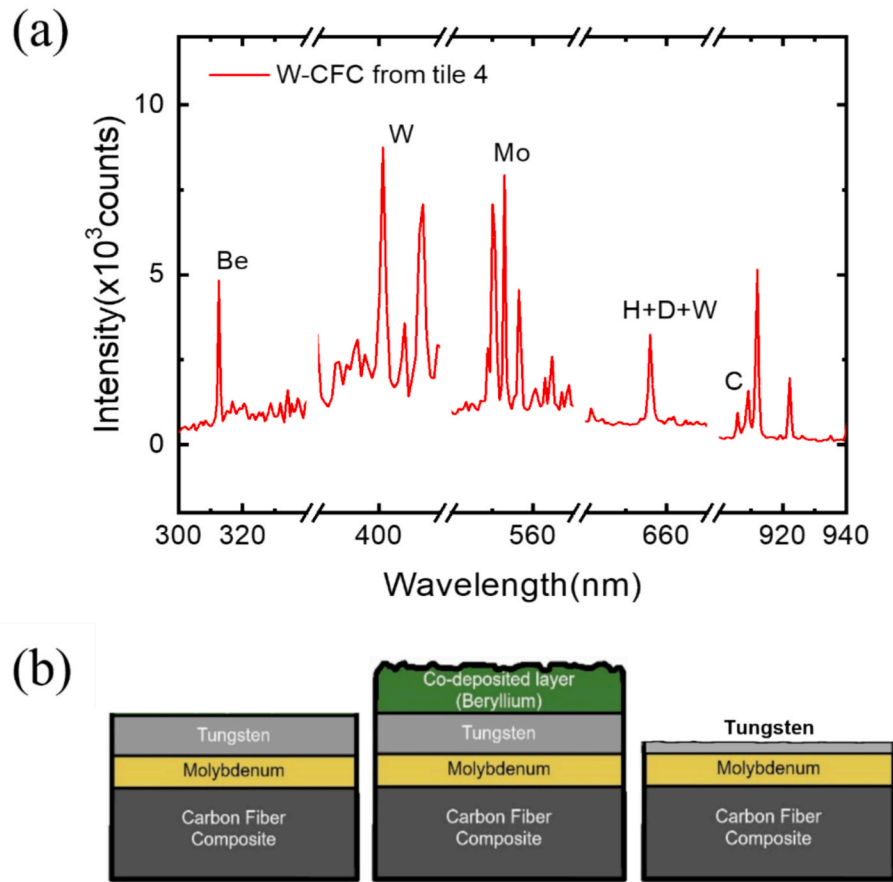 (a)
W-CFC from tile 4
10
5
0
Intensity(x10³counts)
Be
W
Mo
H+D+W
C
300 320 400 560 660 920 940
Wavelength(nm)
(b)
Tungsten
Molybdenum
Carbon Fiber
Composite
Co-deposited layer
(Beryllium)
Tungsten
Molybdenum
Carbon Fiber
Composite
Tungsten
Molybdenum
Carbon Fiber
Composite